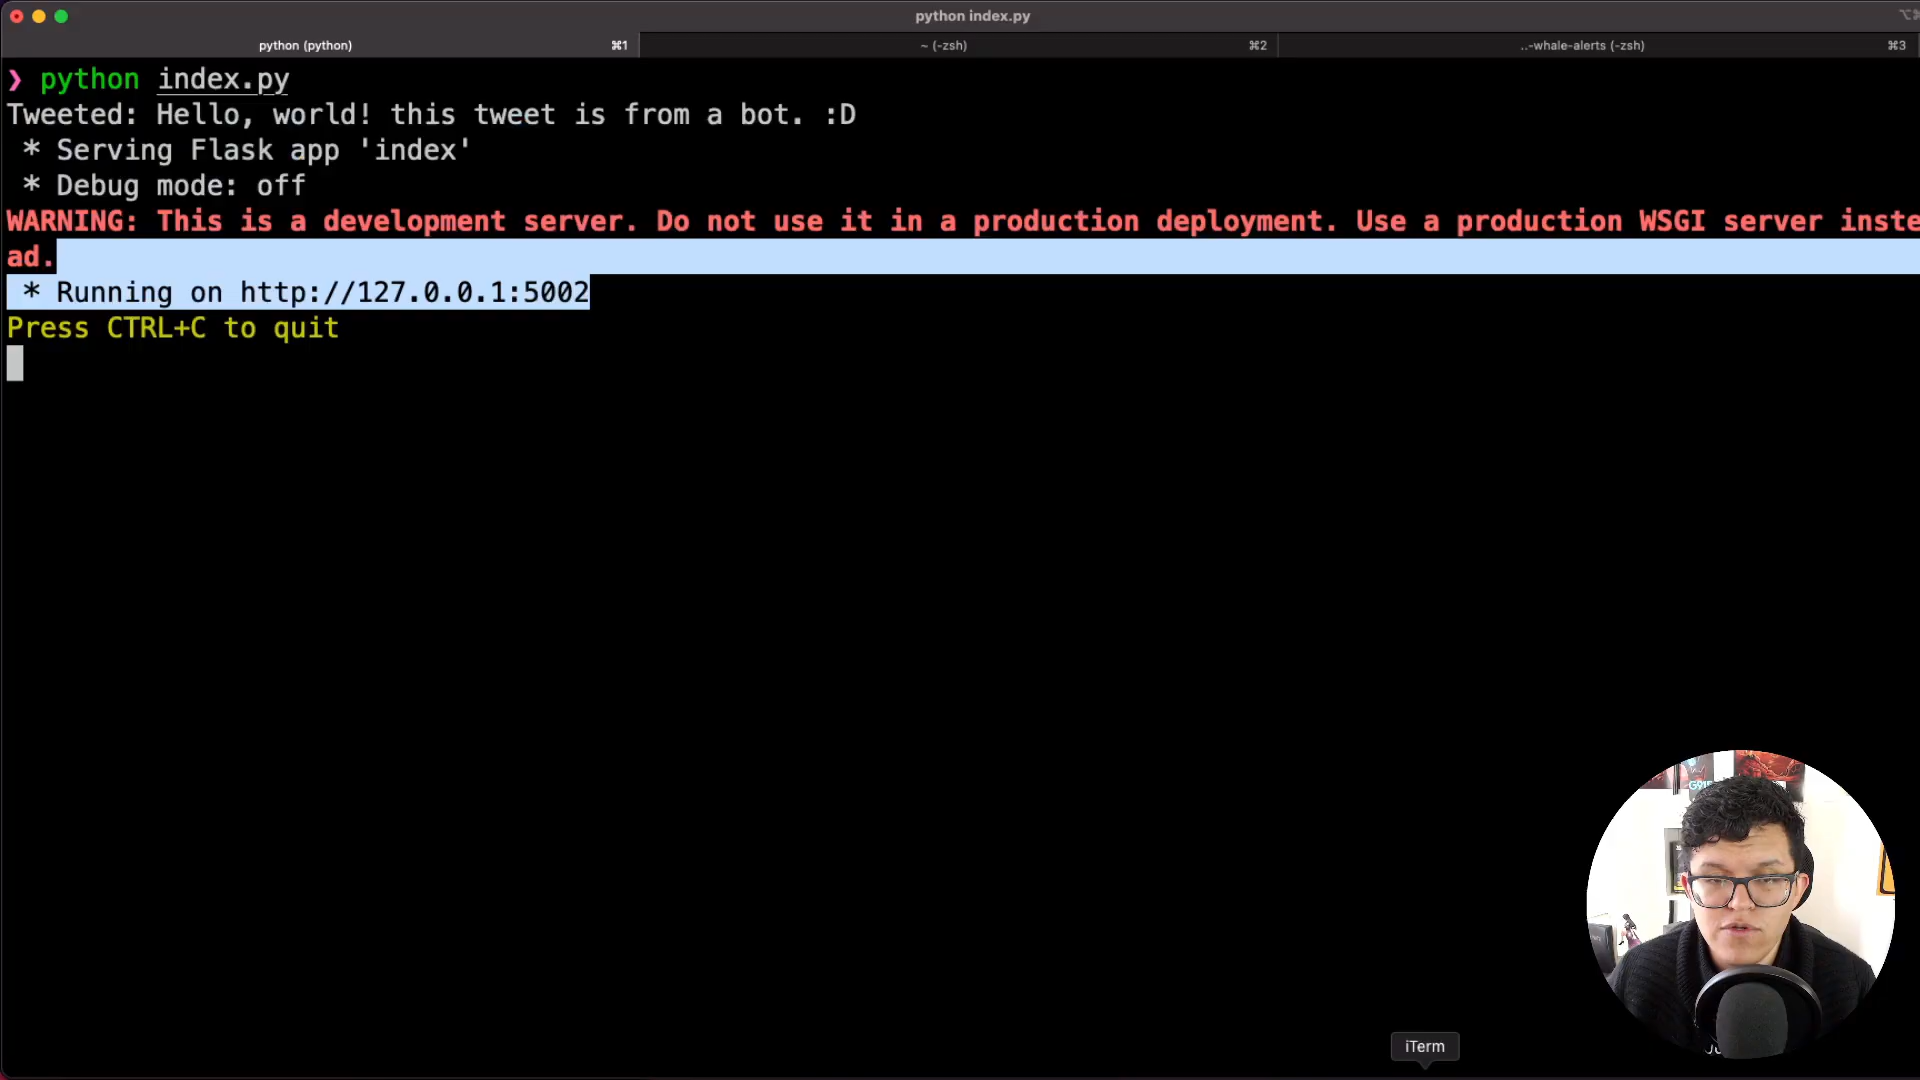 python index.py
python (python) ⌘1 ~ (-zsh) ⌘2 ..-whale-alerts (-zsh) ⌘3
❯ python index.py
Tweeted: Hello, world! this tweet is from a bot. :D
* Serving Flask app 'index'
* Debug mode: off
WARNING: This is a development server. Do not use it in a production deployment. Use a production WSGI server inste
ad.
* Running on http://127.0.0.1:5002
Press CTRL+C to quit
iTerm